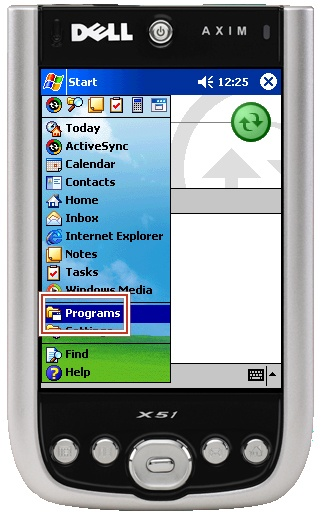 DELL AXIM
Start 12:25
Today
ActiveSync
Calendar
Contacts
Home
Inbox
Internet Explorer
Notes
Tasks
Windows Media
Programs
Settings
Find
Help
X51